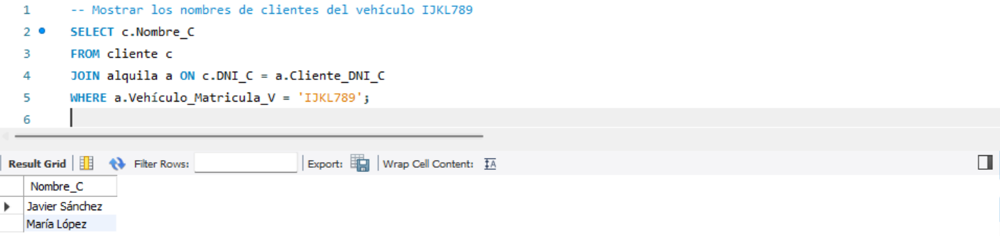 1 -- Mostrar los nombres de clientes del vehículo IJKL789
2 SELECT c.Nombre_C
3 FROM cliente c
4 JOIN alquila a ON c.DNI_C = a.Cliente_DNI_C
5 WHERE a.Vehículo_Matricula_V = 'IJKL789';
6
Result Grid Filter Rows: Export: Wrap Cell Content: IA
Nombre_C
Javier Sánchez
María López